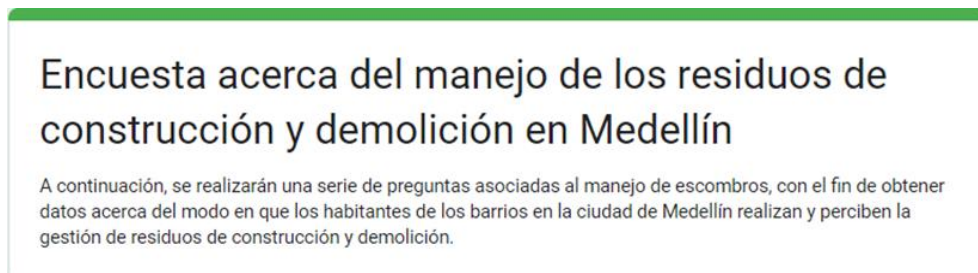 Encuesta acerca del manejo de los residuos de
construcción y demolición en Medellín
A continuación, se realizarán una serie de preguntas asociadas al manejo de escombros, con el fin de obtener
datos acerca del modo en que los habitantes de los barrios en la ciudad de Medellín realizan y perciben la
gestión de residuos de construcción y demolición.